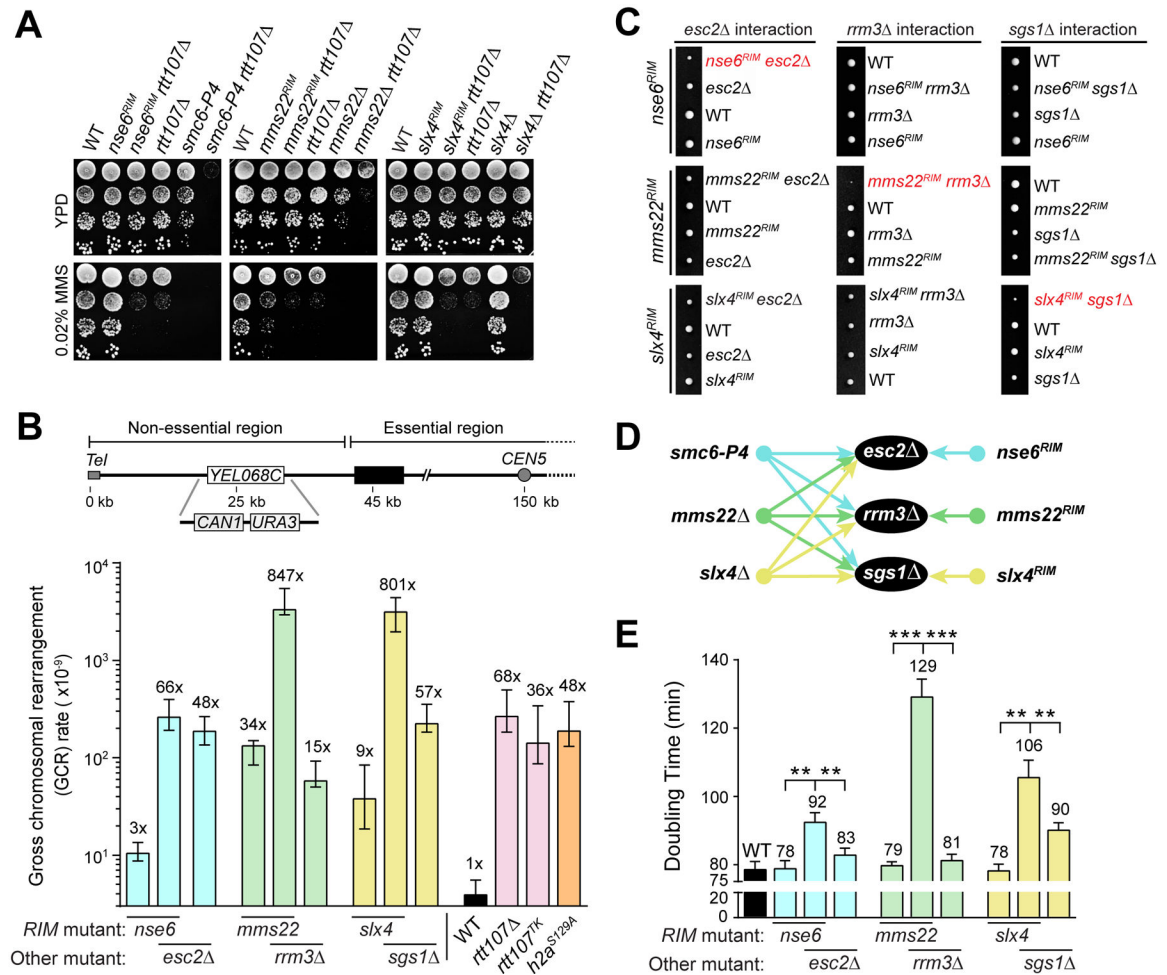 A
WT
nse6RIM
nse6RIM rtt107Δ
rtt107Δ
smc6-P4
smc6-P4 rtt107Δ
WT
mms22RIM
mms22RIM rtt107Δ
rtt107Δ
mms22Δ
mms22Δ rtt107Δ
WT
slx4RIM
slx4RIM rtt107Δ
rtt107Δ
slx4Δ
slx4Δ rtt107Δ
YPD
0.02% MMS
B
Non-essential region
Essential region
Tel
YEL068C
CEN5
0 kb
25 kb
45 kb
150 kb
CAN1
URA3
Gross chromosomal rearrangement
(GCR) rate ( x10-9)
10^4
10^3
10^2
10^1
3x
66x
48x
34x
847x
15x
9x
801x
57x
1x
68x
36x
48x
RIM mutant: nse6 mms22 slx4
Other mutant: esc2Δ rrm3Δ sgs1Δ
WT
rtt107Δ
rtt107TK
h2aS129A
C
esc2Δ interaction
rrm3Δ interaction
sgs1Δ interaction
nse6RIM
nse6RIM esc2Δ
esc2Δ
WT
nse6RIM
WT
nse6RIM rrm3Δ
rrm3Δ
nse6RIM
WT
nse6RIM sgs1Δ
sgs1Δ
nse6RIM
mms22RIM
mms22RIM esc2Δ
WT
mms22RIM
esc2Δ
mms22RIM rrm3Δ
WT
rrm3Δ
mms22RIM
WT
mms22RIM
sgs1Δ
mms22RIM sgs1Δ
slx4RIM
slx4RIM esc2Δ
WT
esc2Δ
slx4RIM
slx4RIM rrm3Δ
rrm3Δ
slx4RIM
WT
slx4RIM sgs1Δ
WT
slx4RIM
sgs1Δ
D
smc6-P4
esc2Δ
nse6RIM
mms22Δ
rrm3Δ
mms22RIM
slx4Δ
sgs1Δ
slx4RIM
E
Doubling Time (min)
140
120
100
80
75
20
0
WT
78
92
83
** **
79
129
81
*** ***
78
106
90
** **
RIM mutant: nse6 mms22 slx4
Other mutant: esc2Δ rrm3Δ sgs1Δ